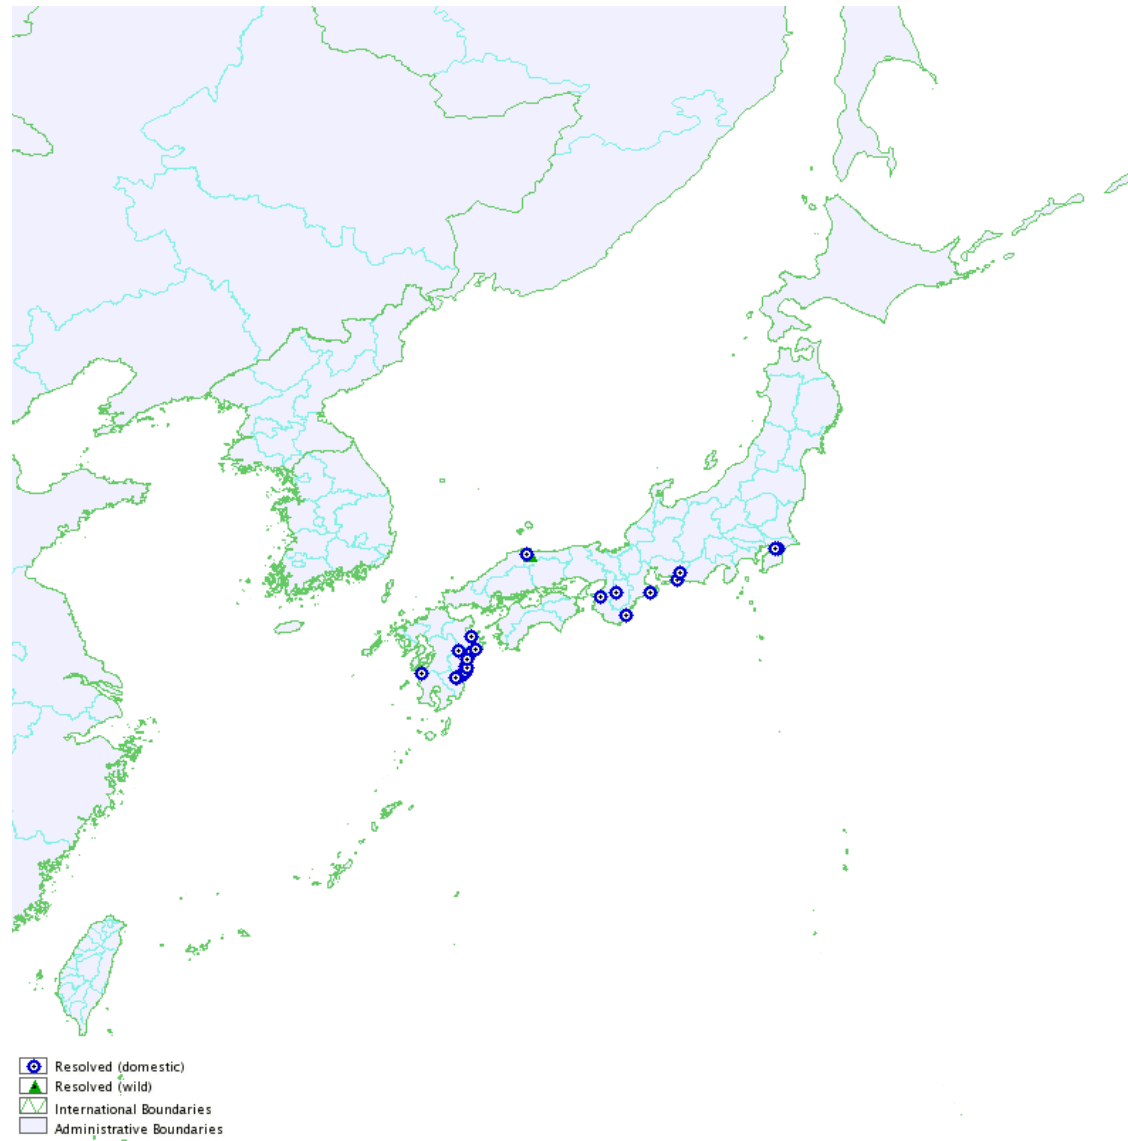 Resolved (domestic)
Resolved (wild)
International Boundaries
Administrative Boundaries